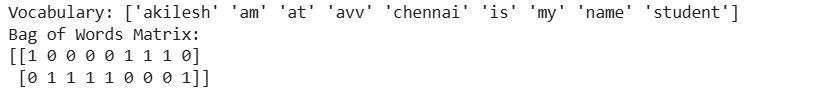 Vocabulary: ['akilesh' 'am' 'at' 'avv' 'chennai' 'is' 'my' 'name' 'student']
Bag of Words Matrix:
[[1 0 0 0 0 1 1 1 0]
 [0 1 1 1 1 0 0 0 1]]